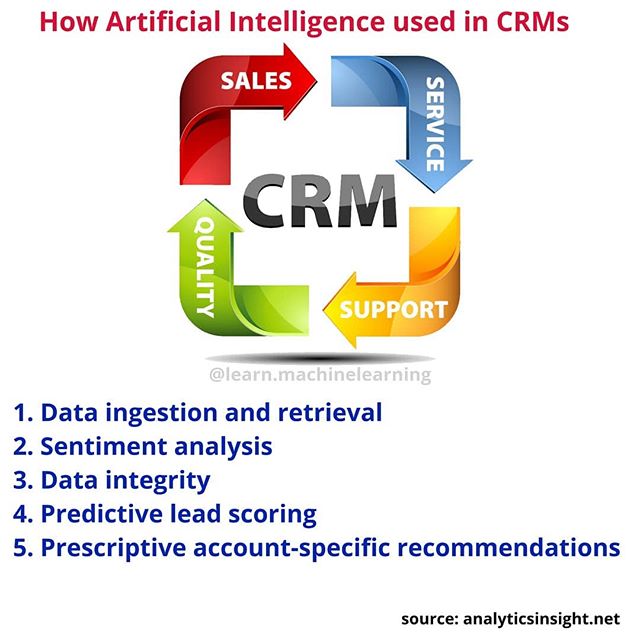 How Artificial Intelligence used in CRMs
SALES
SERVICE
CRM
QUALITY
SUPPORT
@learn.machinelearning
1. Data ingestion and retrieval
2. Sentiment analysis
3. Data integrity
4. Predictive lead scoring
5. Prescriptive account-specific recommendations
source: analyticsinsight.net